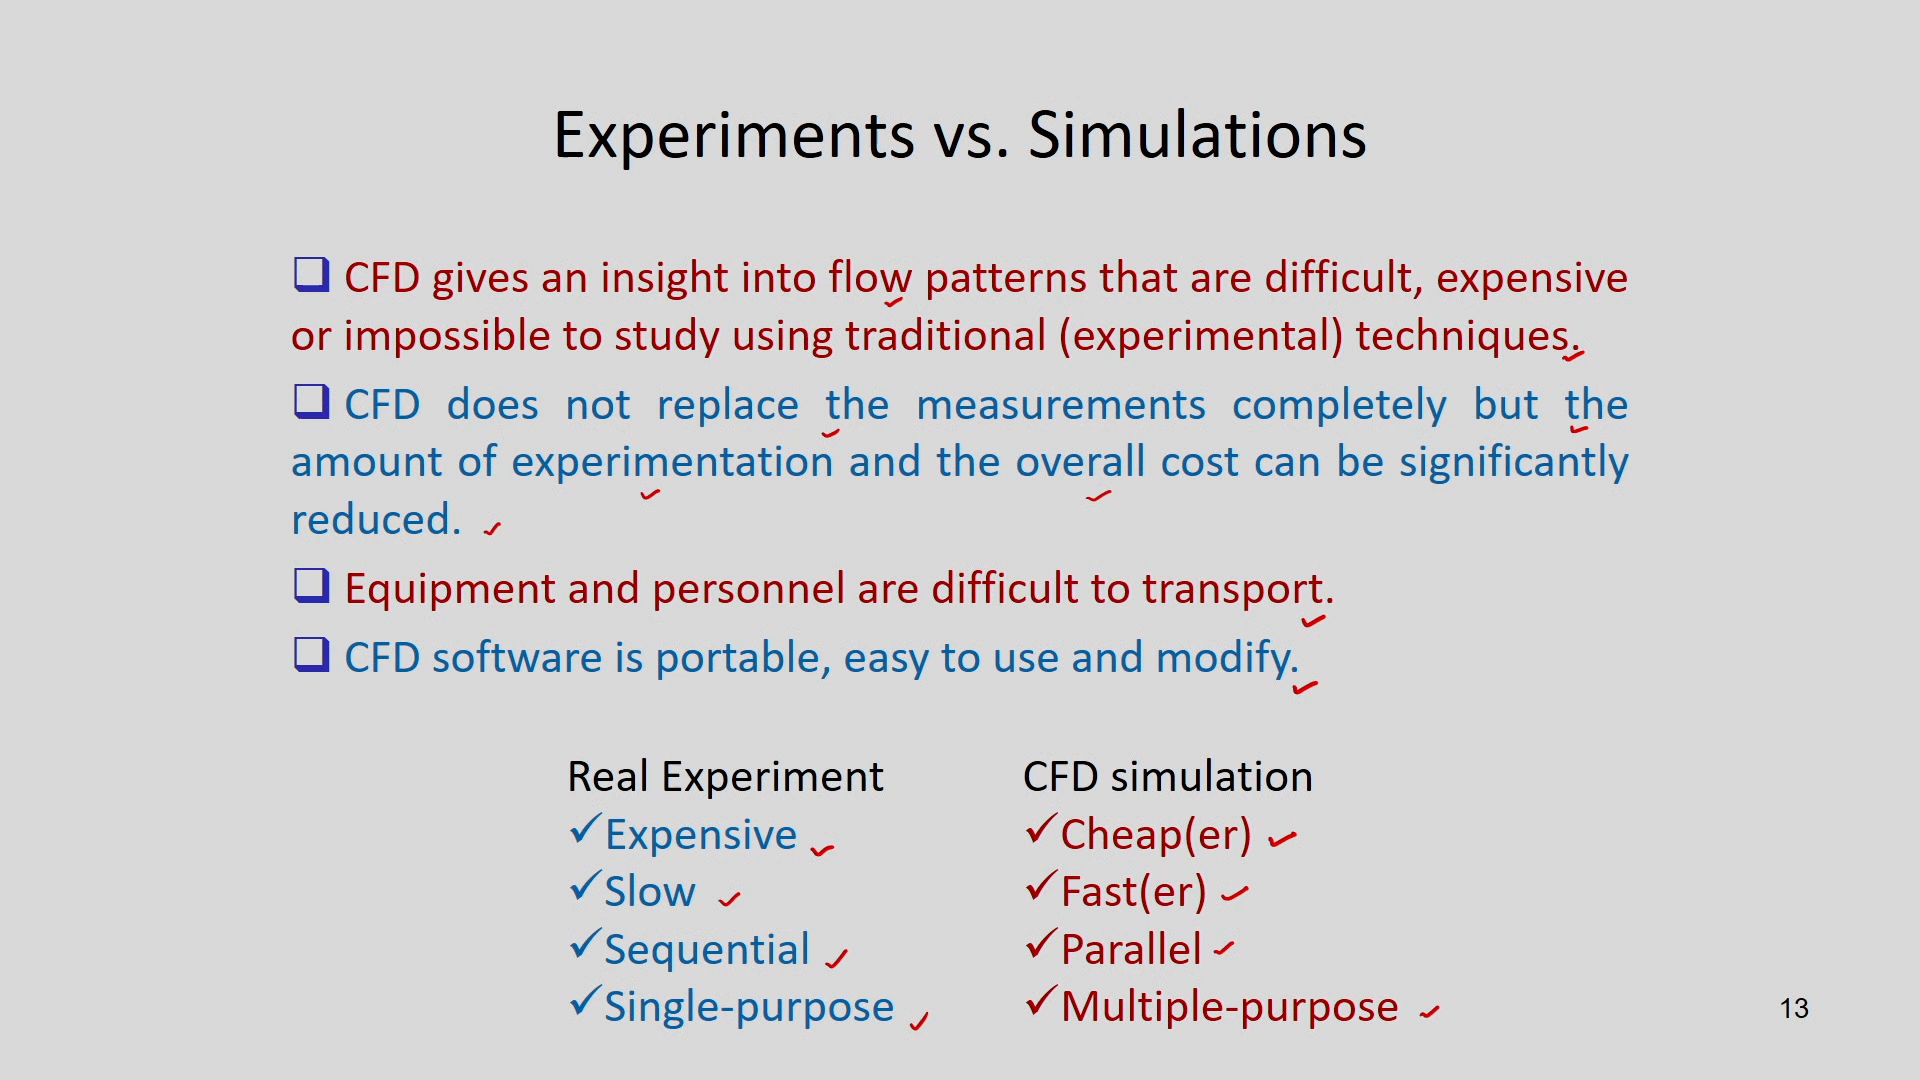 Experiments vs. Simulations
❑ CFD gives an insight into flow patterns that are difficult, expensive
or impossible to study using traditional (experimental) techniques.
❑ CFD does not replace the measurements completely but the
amount of experimentation and the overall cost can be significantly
reduced.
❑ Equipment and personnel are difficult to transport.
❑ CFD software is portable, easy to use and modify.
Real Experiment
✓Expensive
✓Slow
✓Sequential
✓Single-purpose
CFD simulation
✓Cheap(er)
✓Fast(er)
✓Parallel
✓Multiple-purpose
13